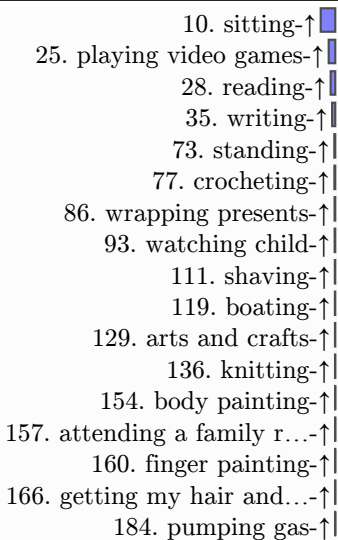 10. sitting-↑
25. playing video games-↑
28. reading-↑
35. writing-↑
73. standing-↑
77. crocheting-↑
86. wrapping presents-↑
93. watching child-↑
111. shaving-↑
119. boating-↑
129. arts and crafts-↑
136. knitting-↑
154. body painting-↑
157. attending a family r...-↑
160. finger painting-↑
166. getting my hair and...-↑
184. pumping gas-↑